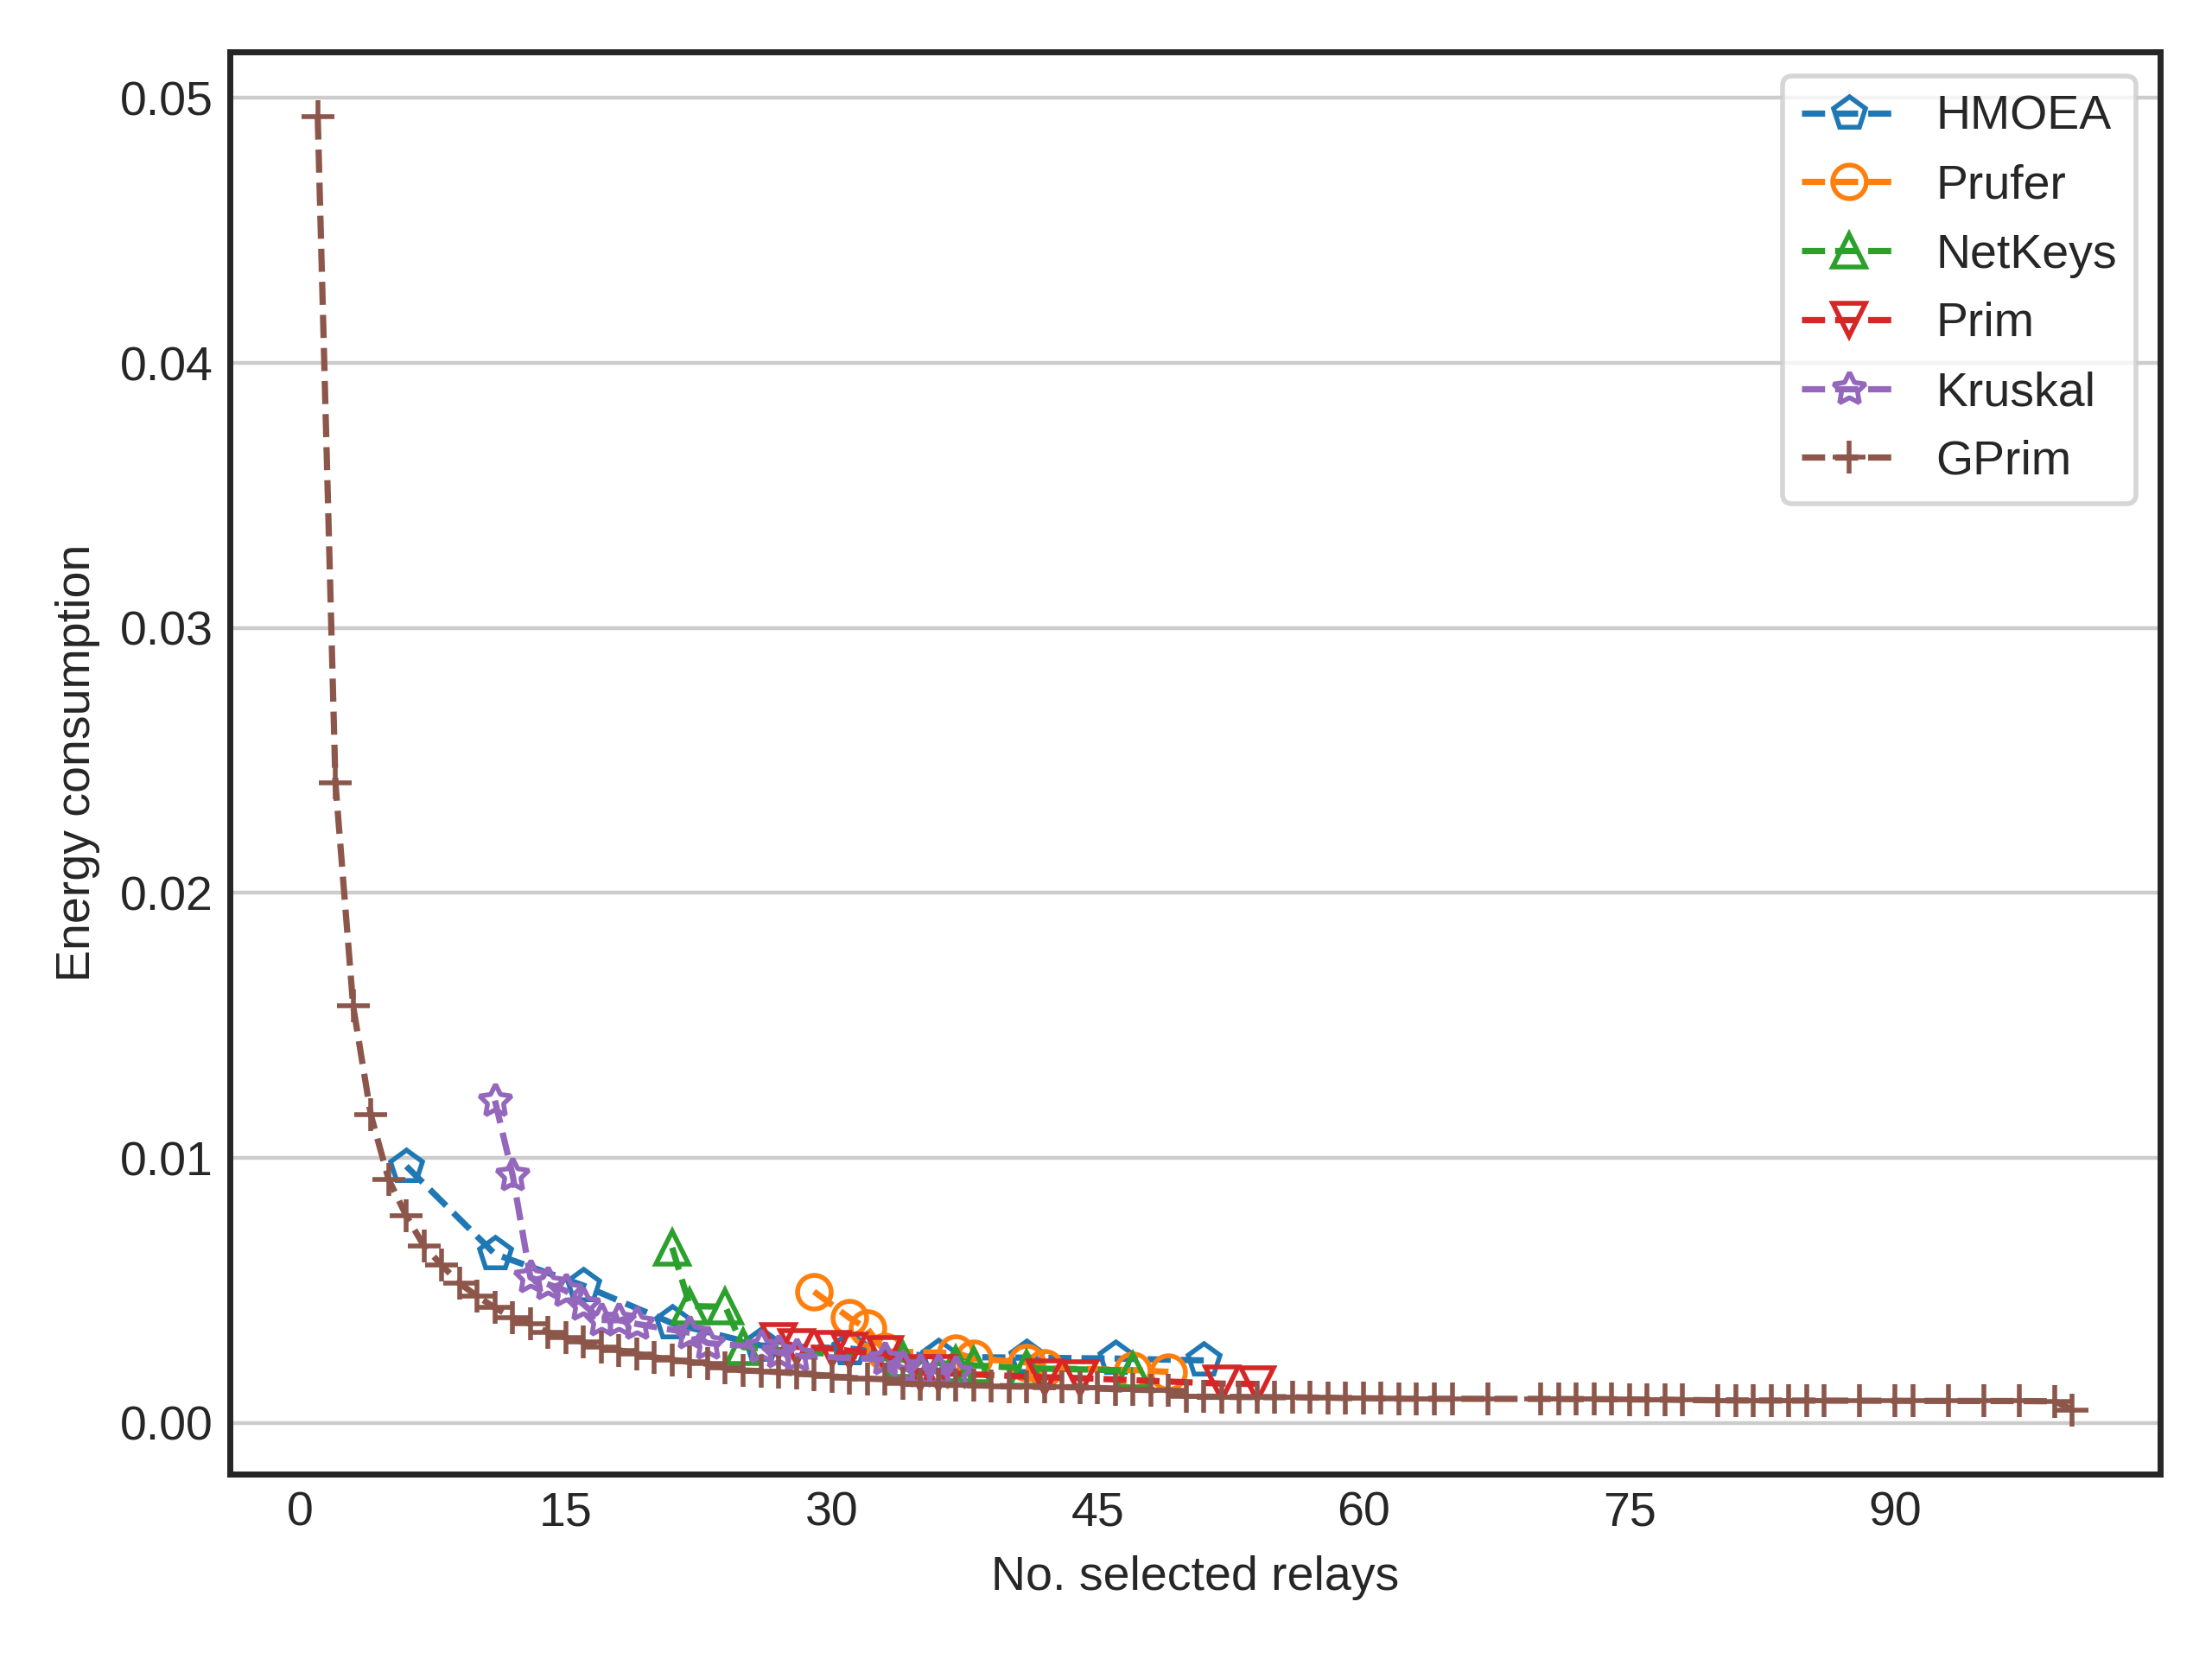 0.05
0.04
0.03
0.02
0.01
0.00
Energy consumption
0 15 30 45 60 75 90
No. selected relays
HMOEA
Prufer
NetKeys
Prim
Kruskal
GPrim